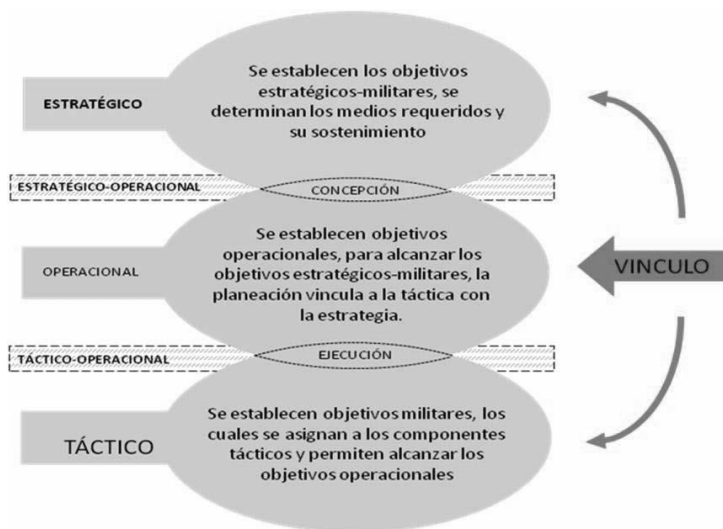 ESTRATÉGICO
Se establecen los objetivos
estratégicos-militares, se
determinan los medios requeridos y
su sostenimiento
ESTRATÉGICO-OPERACIONAL
CONCEPCIÓN
OPERACIONAL
Se establecen objetivos
operacionales, para alcanzar los
objetivos estratégicos-militares, la
planeación vincula a la táctica con
la estrategia.
VINCULO
TÁCTICO-OPERACIONAL
EJECUCIÓN
TÁCTICO
Se establecen objetivos militares, los
cuales se asignan a los componentes
tácticos y permiten alcanzar los
objetivos operacionales